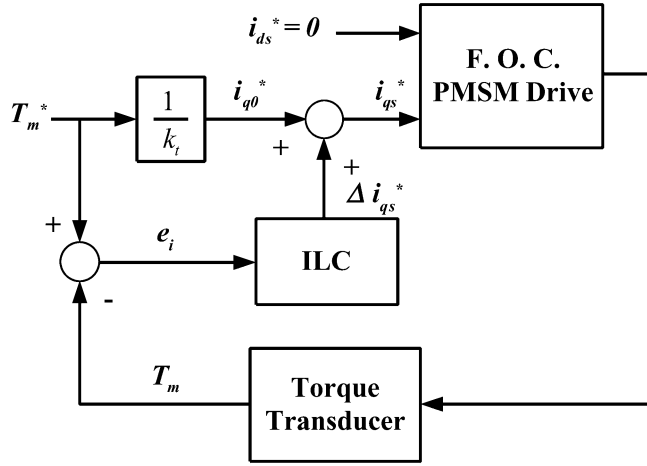 i_ds* = 0
F. O. C.
PMSM Drive
T_m*
1
k_t
i_q0*
i_qs*
+
+
Δ i_qs*
+
e_i
ILC
-
T_m
Torque
Transducer